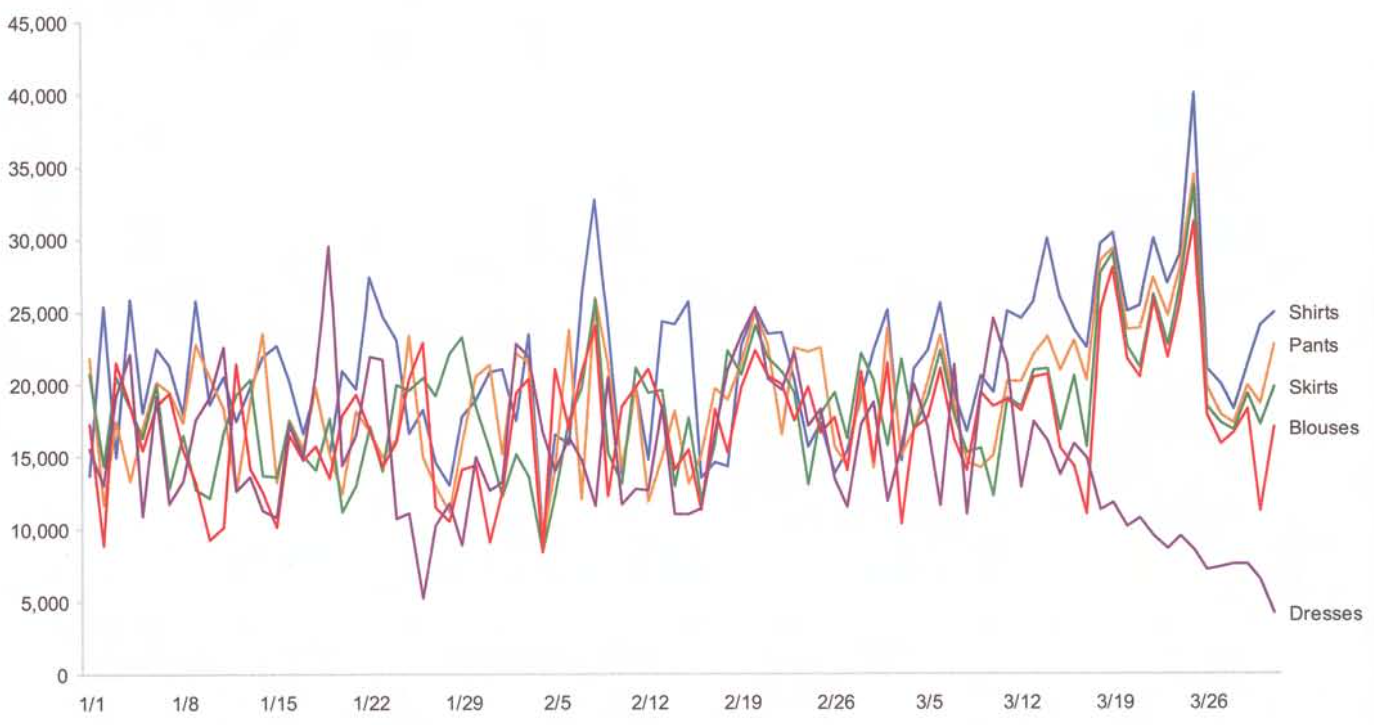 45,000
40,000
35,000
30,000
25,000
20,000
15,000
10,000
5,000
0
Shirts
Pants
Skirts
Blouses
Dresses
1/1 1/8 1/15 1/22 1/29 2/5 2/12 2/19 2/26 3/5 3/12 3/19 3/26